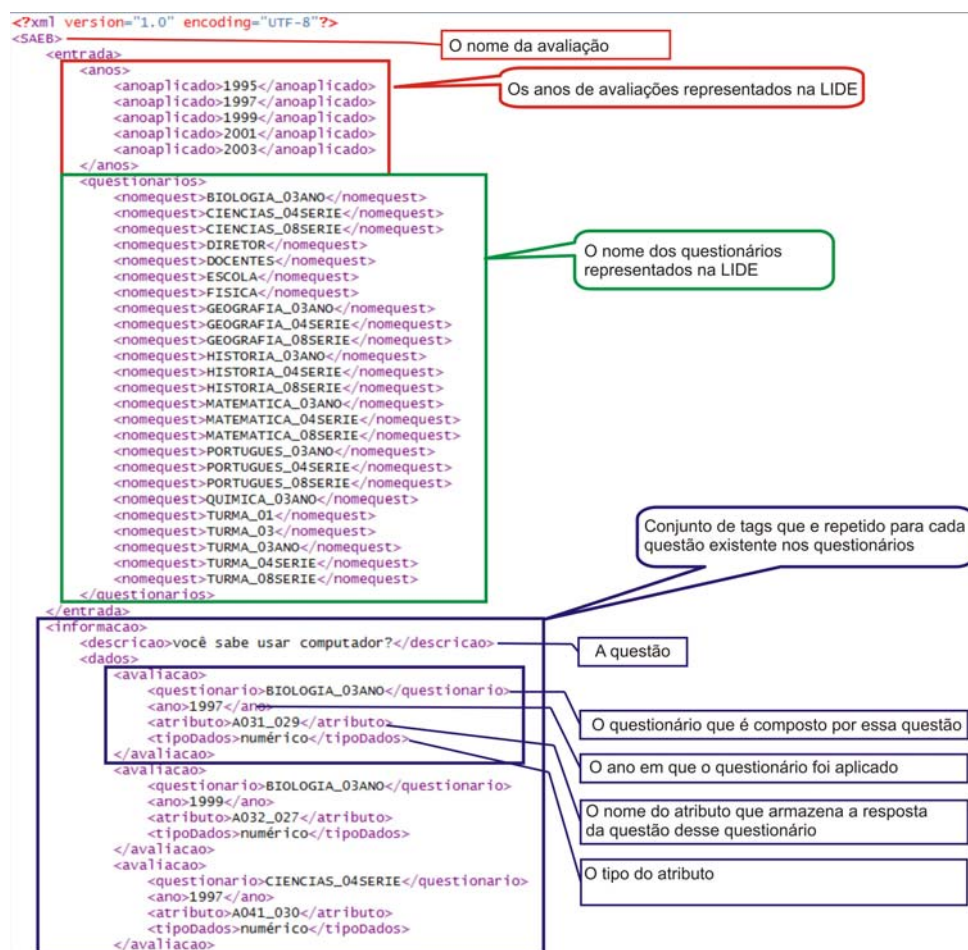 <?xml version="1.0" encoding="UTF-8"?>
<SAEB>
O nome da avaliação
<entrada>
<anos>
<anoaplicado>1995</anoaplicado>
<anoaplicado>1997</anoaplicado>
<anoaplicado>1999</anoaplicado>
<anoaplicado>2001</anoaplicado>
<anoaplicado>2003</anoaplicado>
</anos>
Os anos de avaliações representados na LIDE
<questionarios>
<nomequest>BIOLOGIA_03ANO</nomequest>
<nomequest>CIENCIAS_04SERIE</nomequest>
<nomequest>CIENCIAS_08SERIE</nomequest>
<nomequest>DIRETOR</nomequest>
<nomequest>DOCENTES</nomequest>
<nomequest>ESCOLA</nomequest>
<nomequest>FISICA</nomequest>
<nomequest>GEOGRAFIA_03ANO</nomequest>
<nomequest>GEOGRAFIA_04SERIE</nomequest>
<nomequest>GEOGRAFIA_08SERIE</nomequest>
<nomequest>HISTORIA_03ANO</nomequest>
<nomequest>HISTORIA_04SERIE</nomequest>
<nomequest>HISTORIA_08SERIE</nomequest>
<nomequest>MATEMATICA_03ANO</nomequest>
<nomequest>MATEMATICA_04SERIE</nomequest>
<nomequest>MATEMATICA_08SERIE</nomequest>
<nomequest>PORTUGUES_03ANO</nomequest>
<nomequest>PORTUGUES_04SERIE</nomequest>
<nomequest>PORTUGUES_08SERIE</nomequest>
<nomequest>QUIMICA_03ANO</nomequest>
<nomequest>TURMA_01</nomequest>
<nomequest>TURMA_03</nomequest>
<nomequest>TURMA_03ANO</nomequest>
<nomequest>TURMA_04SERIE</nomequest>
<nomequest>TURMA_08SERIE</nomequest>
</questionarios>
O nome dos questionários
representados na LIDE
</entrada>
Conjunto de tags que e repetido para cada
questão existente nos questionários
<informacao>
<descricao>você sabe usar computador?</descricao>
A questão
<dados>
<avaliacao>
<questionario>BIOLOGIA_03ANO</questionario>
<ano>1997</ano>
<atributo>A031_029</atributo>
<tipoDados>numérico</tipoDados>
</avaliacao>
O questionário que é composto por essa questão
O ano em que o questionário foi aplicado
O nome do atributo que armazena a resposta
da questão desse questionário
O tipo do atributo
<avaliacao>
<questionario>BIOLOGIA_03ANO</questionario>
<ano>1999</ano>
<atributo>A032_027</atributo>
<tipoDados>numérico</tipoDados>
</avaliacao>
<avaliacao>
<questionario>CIENCIAS_04SERIE</questionario>
<ano>1997</ano>
<atributo>A041_030</atributo>
<tipoDados>numérico</tipoDados>
</avaliacao>